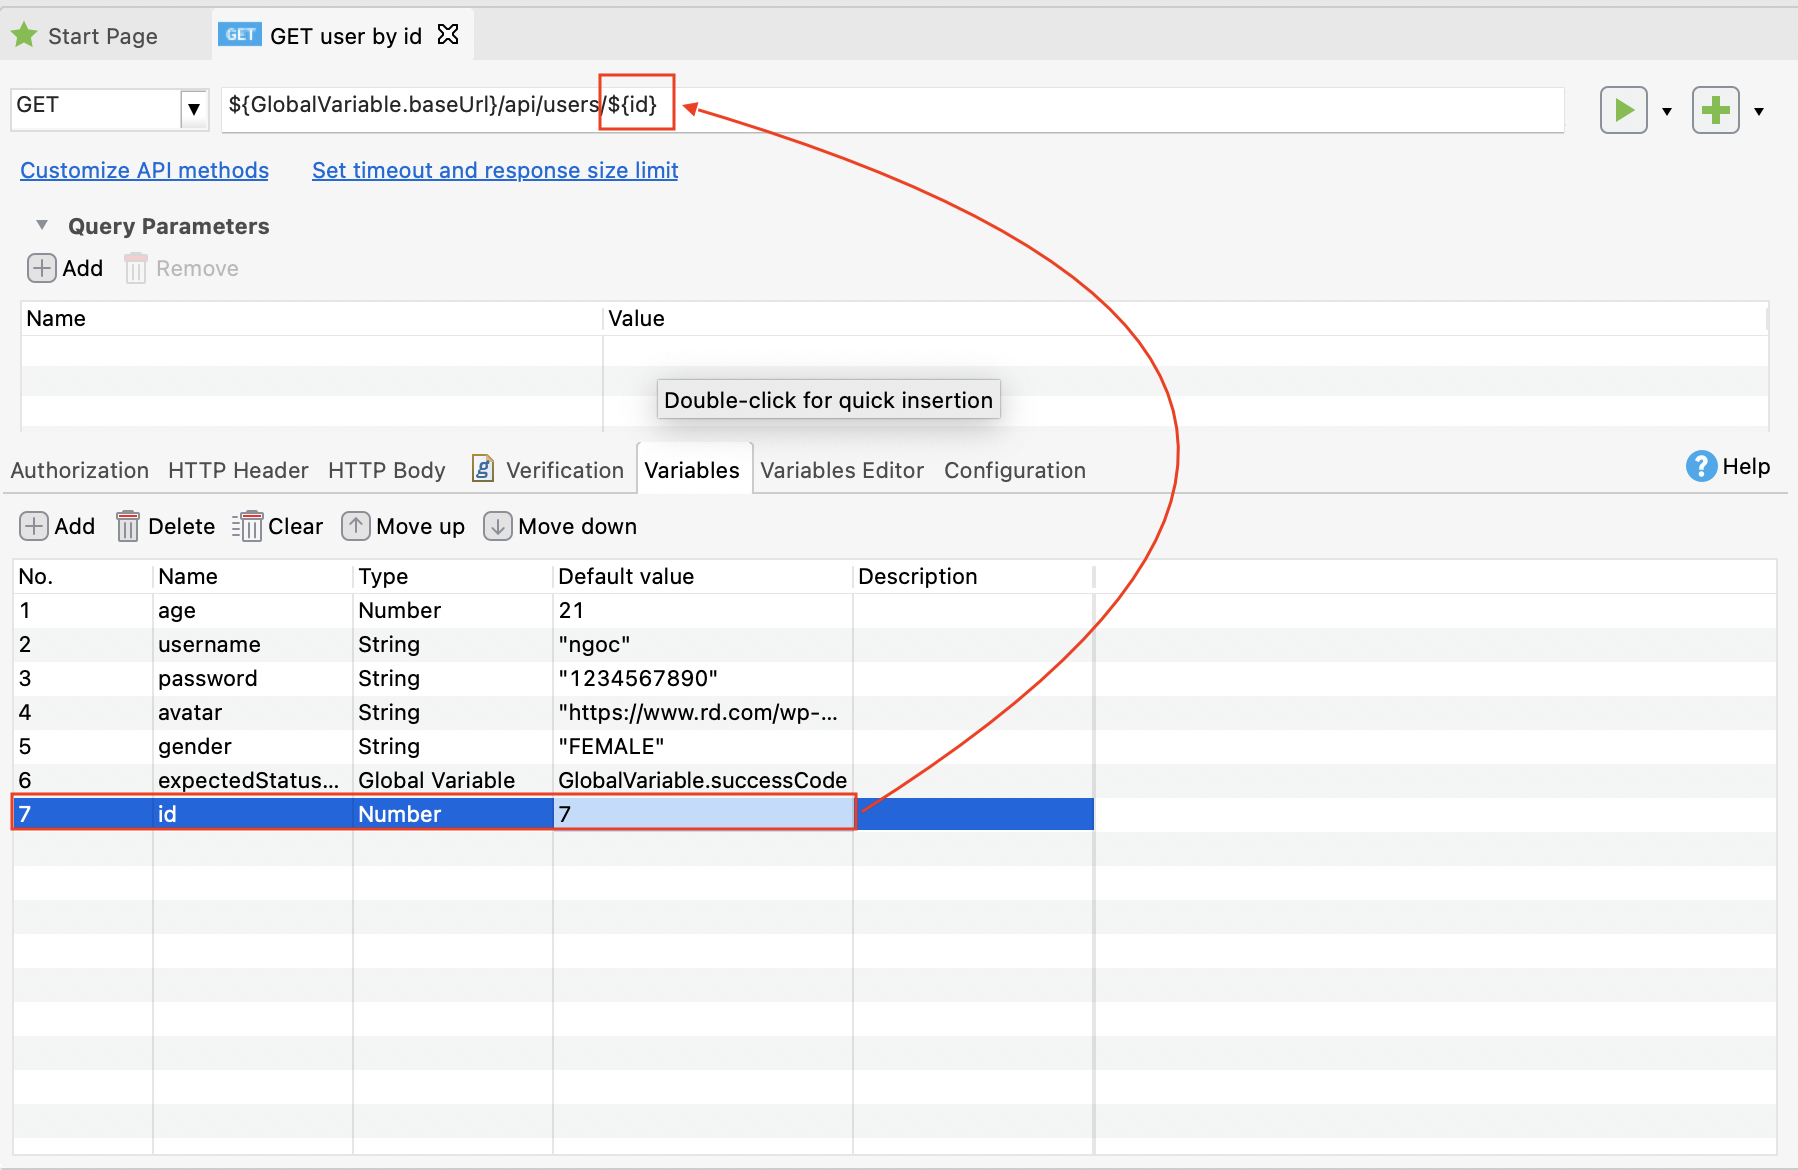 Start Page
GET GET user by id
GET ${GlobalVariable.baseUrl}/api/users/${id}
Customize API methods Set timeout and response size limit
Query Parameters
Add Remove
Name Value
Double-click for quick insertion
Authorization HTTP Header HTTP Body Verification Variables Variables Editor Configuration ? Help
Add Delete Clear Move up Move down
No. Name Type Default value Description
1 age Number 21
2 username String "ngoc"
3 password String "1234567890"
4 avatar String "https://www.rd.com/wp-...
5 gender String "FEMALE"
6 expectedStatus... Global Variable GlobalVariable.successCode
7 id Number 7